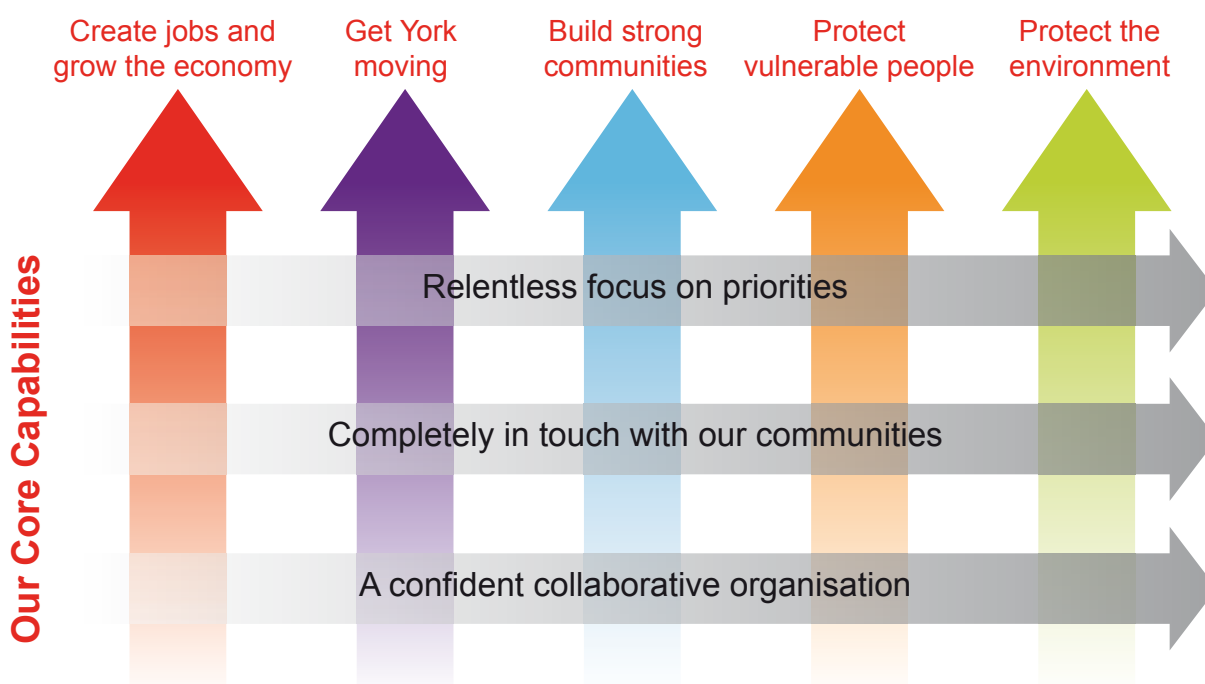 Create jobs and
grow the economy
Get York
moving
Build strong
communities
Protect
vulnerable people
Protect the
environment
Our Core Capabilities
Relentless focus on priorities
Completely in touch with our communities
A confident collaborative organisation